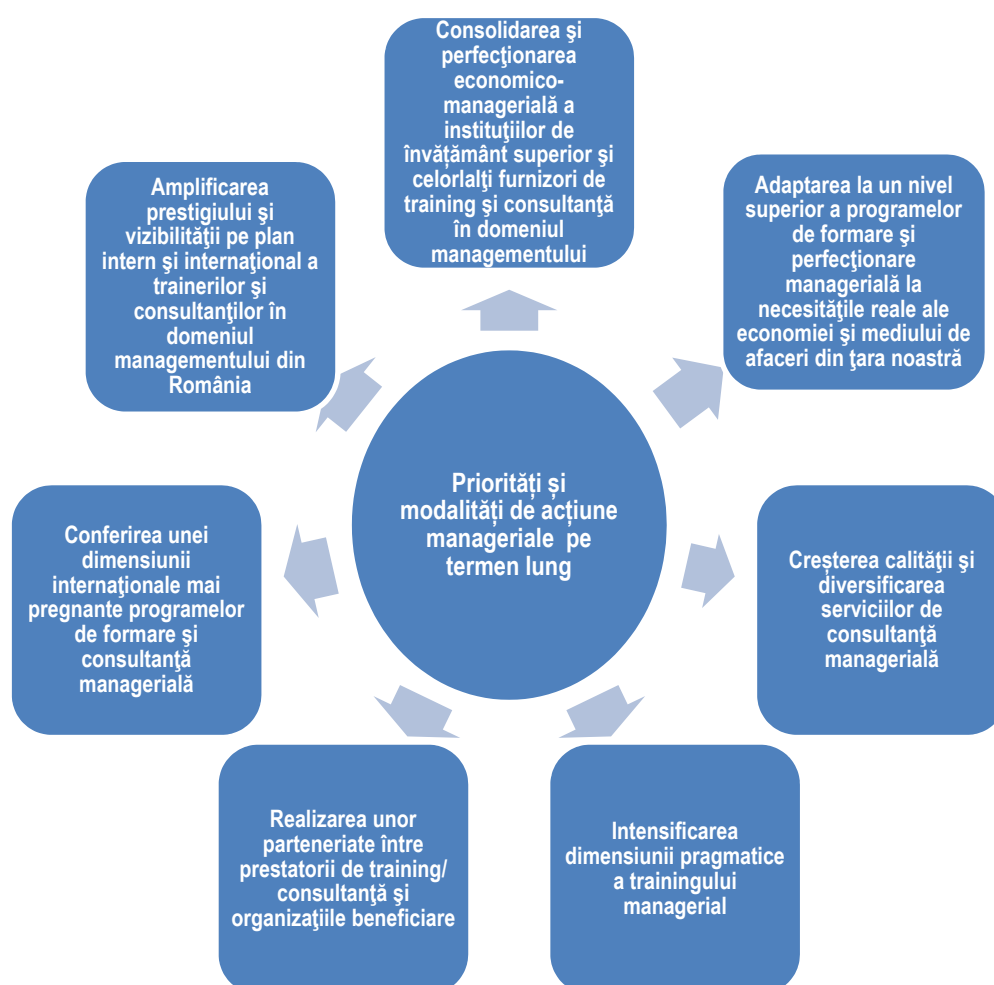 Consolidarea şi
perfecţionarea
economico-
managerială a
instituţiilor de
învățământ superior şi
celorlalţi furnizori de
training şi consultanţă
în domeniul
managementului
Adaptarea la un nivel
superior a programelor
de formare şi
perfecţionare
managerială la
necesităţile reale ale
economiei şi mediului de
afaceri din ţara noastră
Creșterea calităţii şi
diversificarea
serviciilor de
consultanţă
managerială
Intensificarea
dimensiunii pragmatice
a trainingului
managerial
Realizarea unor
parteneriate între
prestatorii de training/
consultanţă şi
organizaţiile beneficiare
Conferirea unei
dimensiunii
internaţionale mai
pregnante programelor
de formare şi
consultanţă
managerială
Amplificarea
prestigiului şi
vizibilităţii pe plan
intern şi internaţional a
trainerilor şi
consultanţilor în
domeniul
managementului din
România
Priorități și
modalități de acțiune
manageriale pe
termen lung